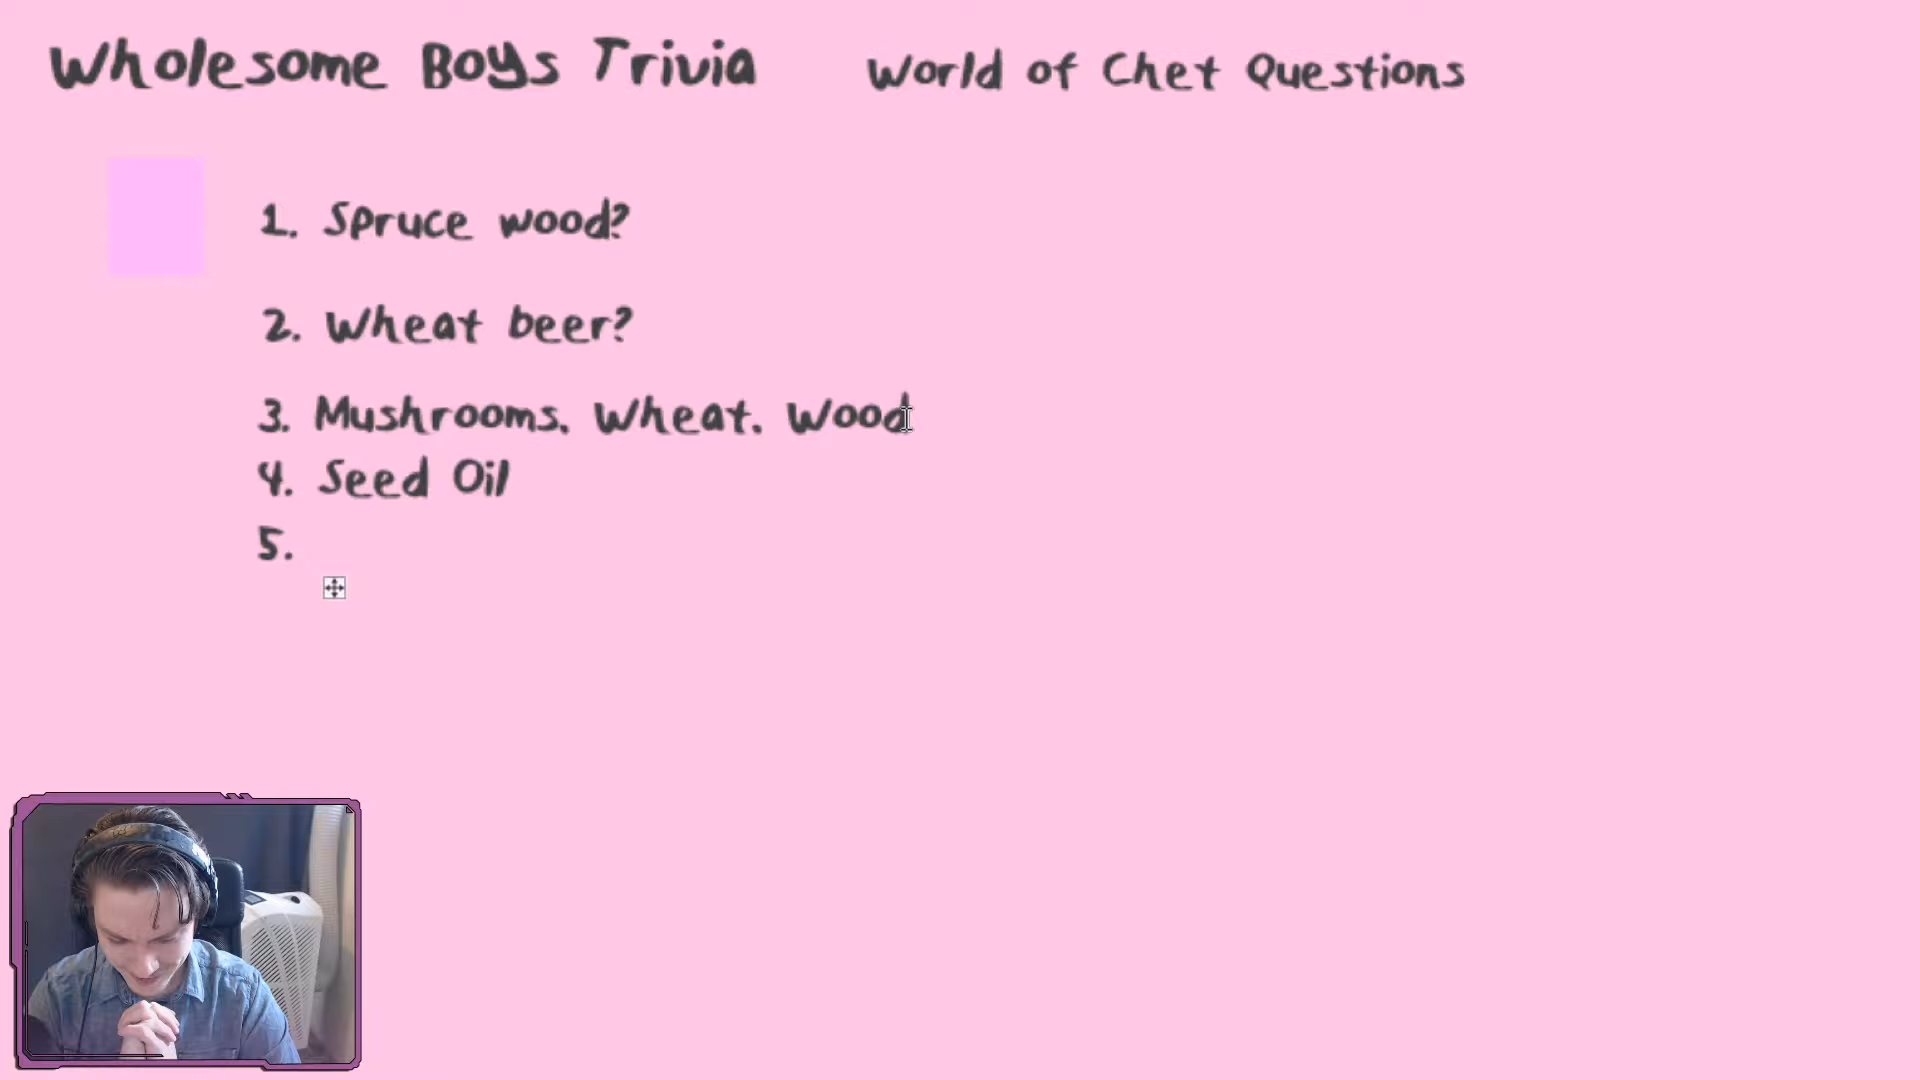 Wholesome Boys Trivia World of Chet Questions
1. Spruce wood?
2. Wheat beer?
3. Mushrooms. Wheat. Wood
4. Seed Oil
5.